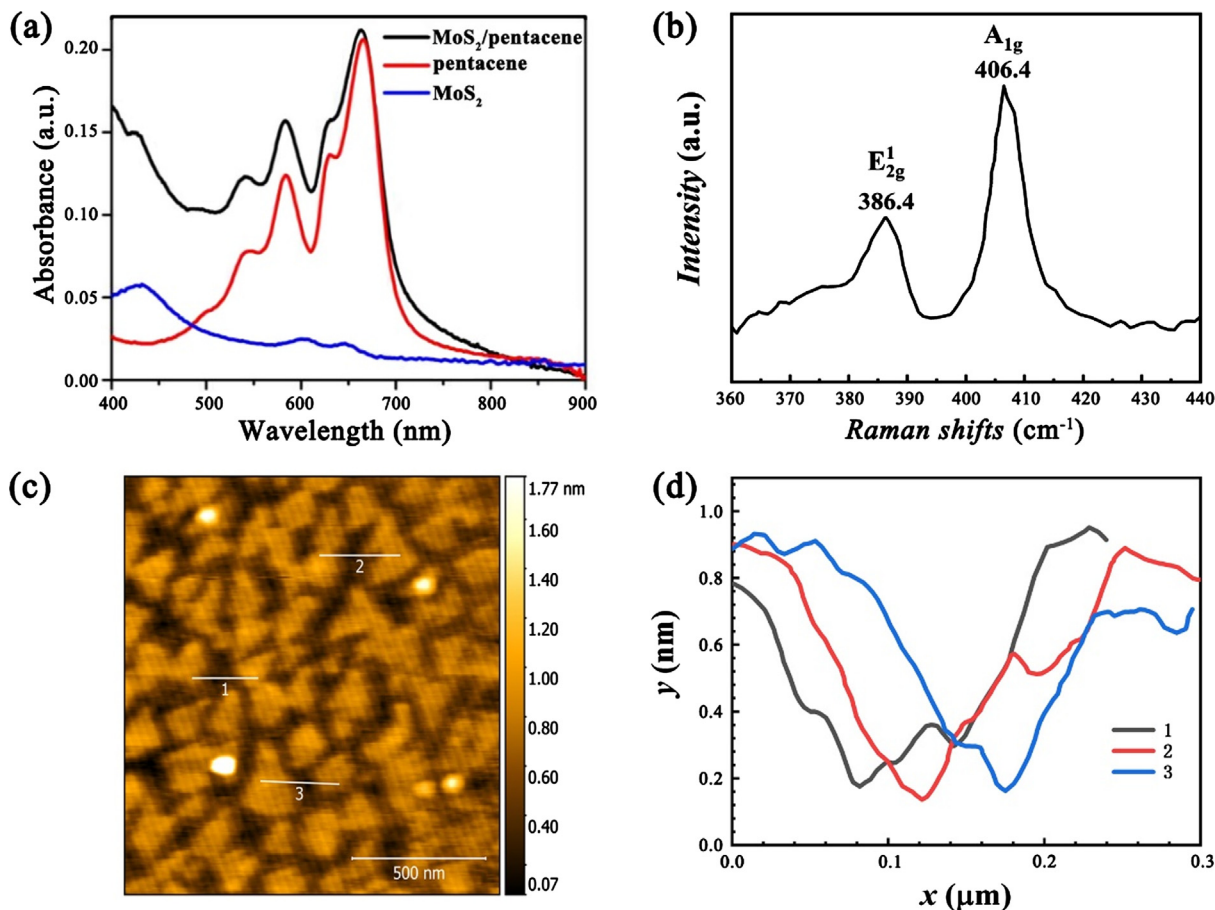 (a)
MoS₂/pentacene
pentacene
MoS₂
Absorbance (a.u.)
0.20
0.15
0.10
0.05
0.00
400 500 600 700 800 900
Wavelength (nm)
(b)
A₁g
406.4
E¹₂g
386.4
Intensity (a.u.)
360 370 380 390 400 410 420 430 440
Raman shifts (cm⁻¹)
(c)
1.77 nm
1.60
1.40
1.20
1.00
0.80
0.60
0.40
0.07
2
1
3
500 nm
(d)
y (nm)
1.0
0.8
0.6
0.4
0.2
0.0
1
2
3
0.0 0.1 0.2 0.3
x (μm)